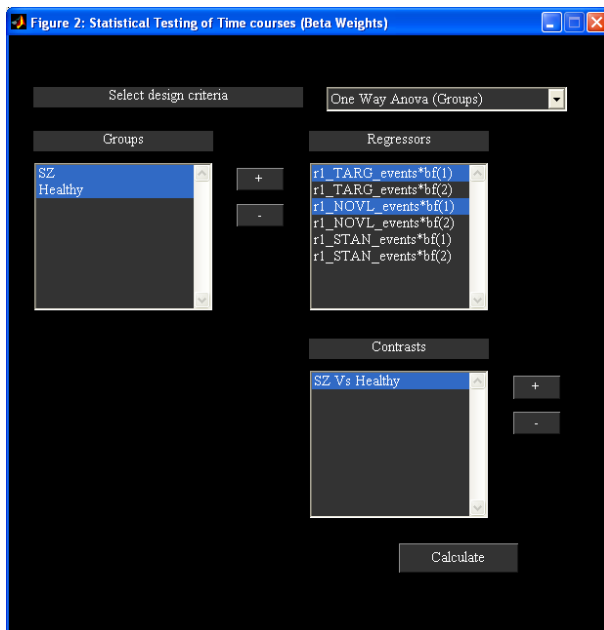 Figure 2: Statistical Testing of Time courses (Beta Weights)
Select design criteria
One Way Anova (Groups)
Groups
SZ
Healthy
+
-
Regressors
r1_TARG_events*bf(1)
r1_TARG_events*bf(2)
r1_NOVL_events*bf(1)
r1_NOVL_events*bf(2)
r1_STAN_events*bf(1)
r1_STAN_events*bf(2)
Contrasts
SZ Vs Healthy
+
-
Calculate